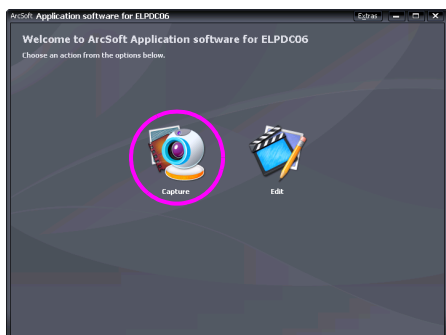 ArcSoft Application software for ELPDC06
Extras
Welcome to ArcSoft Application software for ELPDC06
Choose an action from the options below.
Capture
Edit